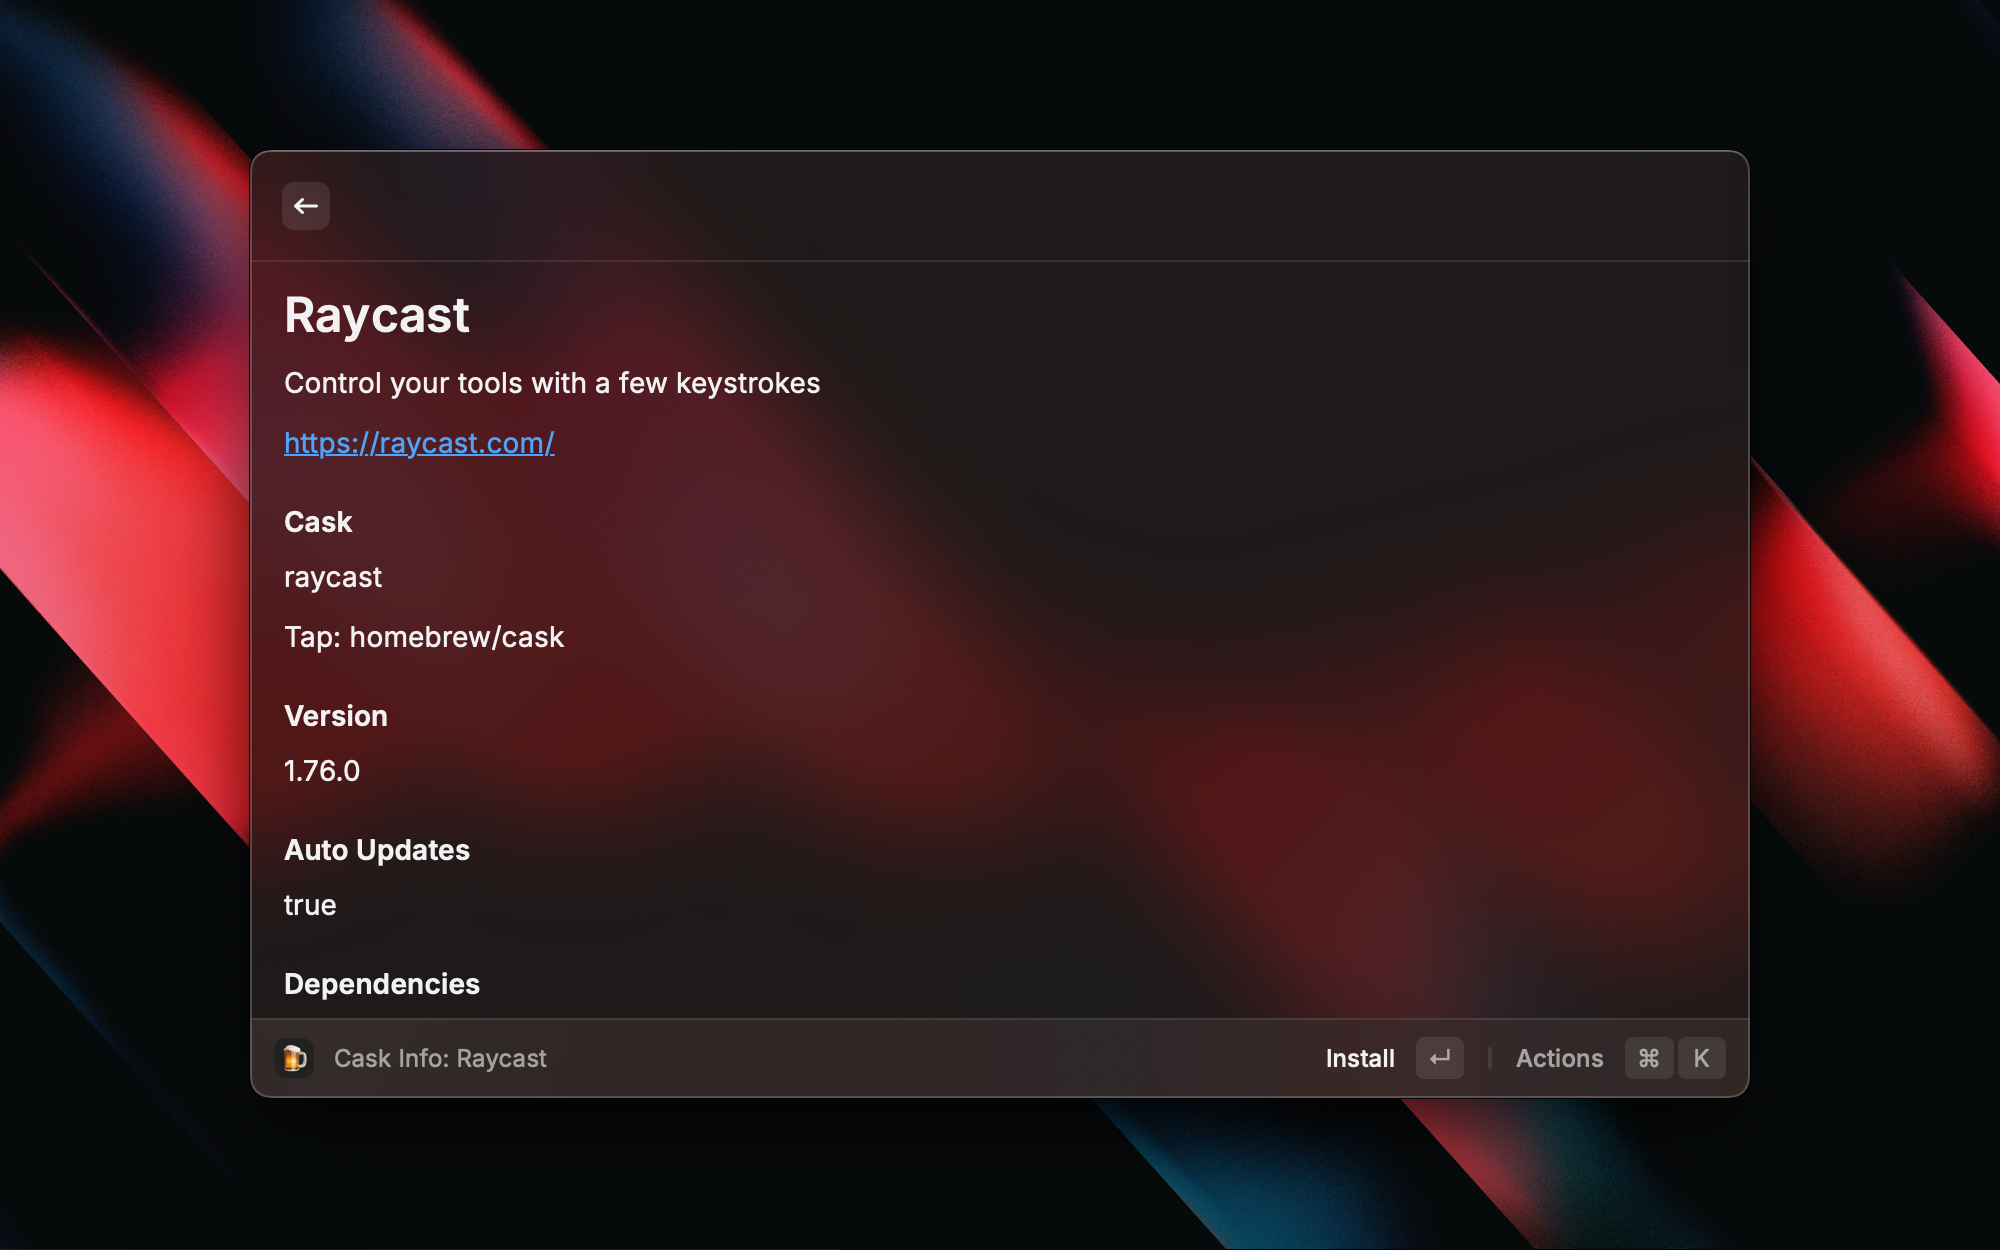 Raycast
Control your tools with a few keystrokes
https://raycast.com/
Cask
raycast
Tap: homebrew/cask
Version
1.76.0
Auto Updates
true
Dependencies
Cask Info: Raycast
Install ↵ | Actions ⌘ K